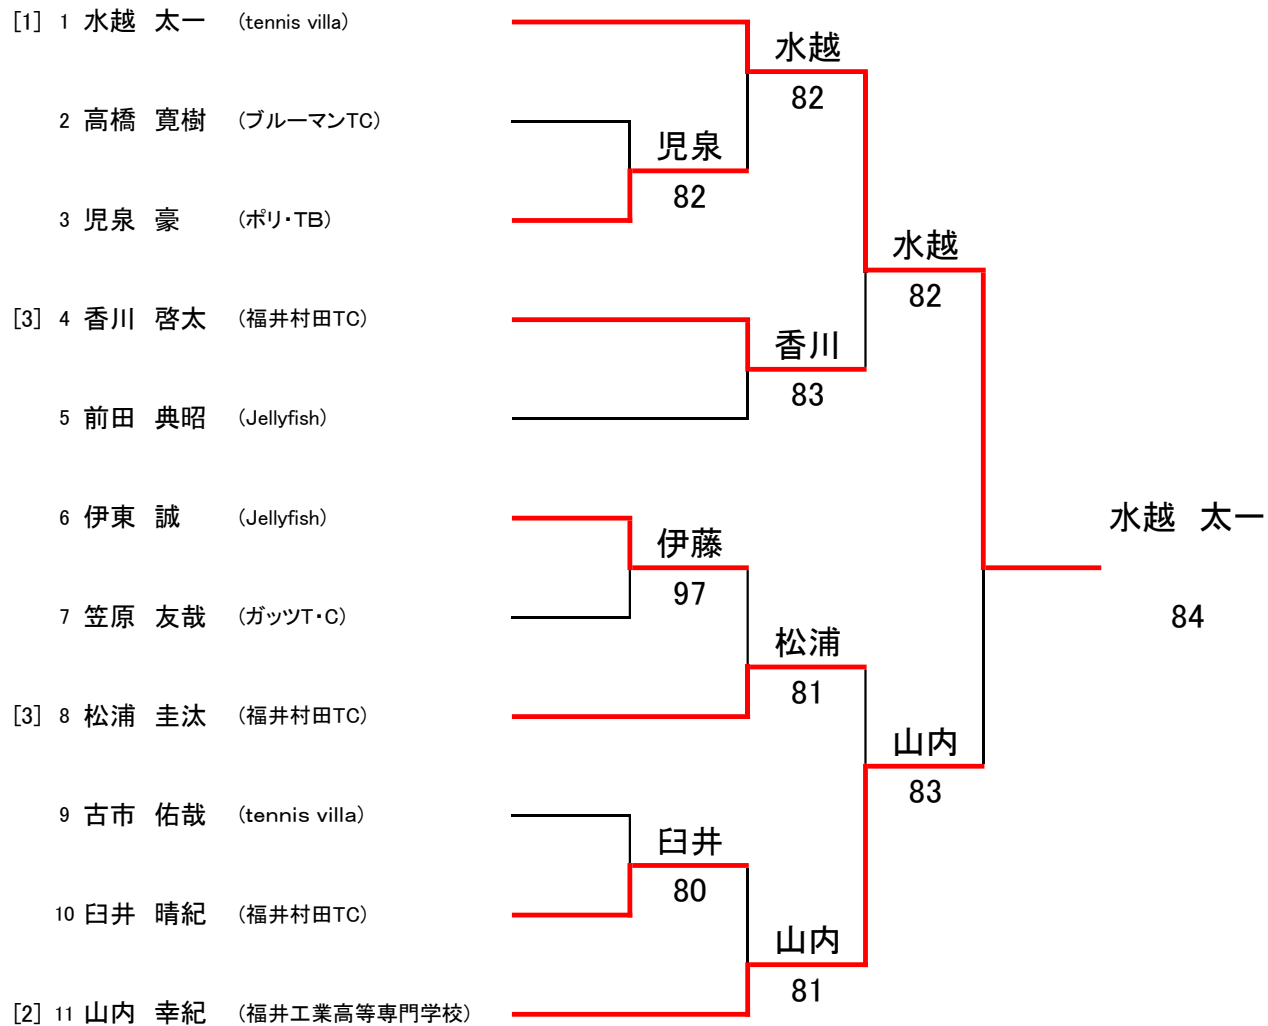 [1] 1 水越 太一 (tennis villa)
水越
82
2 高橋 寛樹 (ブルーマンTC)
児泉
82
3 児泉 豪 (ポリ・TB)
水越
82
[3] 4 香川 啓太 (福井村田TC)
香川
83
5 前田 典昭 (Jellyfish)
水越 太一
84
6 伊東 誠 (Jellyfish)
伊藤
97
7 笠原 友哉 (ガッツT・C)
松浦
81
[3] 8 松浦 圭汰 (福井村田TC)
山内
83
9 古市 佑哉 (tennis villa)
臼井
80
10 臼井 晴紀 (福井村田TC)
山内
81
[2] 11 山内 幸紀 (福井工業高等専門学校)